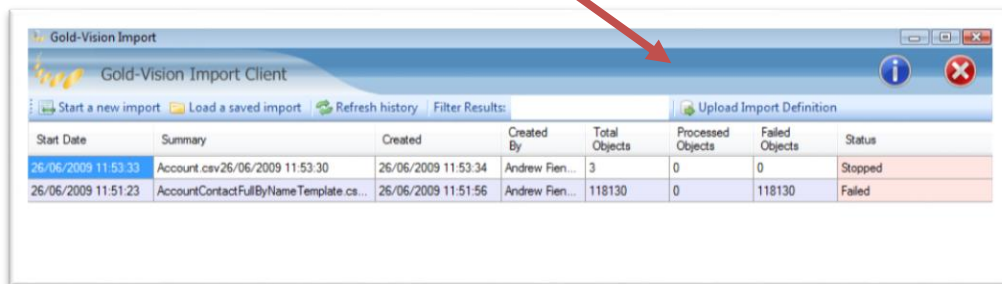 Gold-Vision Import
Gold-Vision Import Client
Start a new import Load a saved import Refresh history Filter Results: Upload Import Definition
Start Date Summary Created Created By Total Objects Processed Objects Failed Objects Status
26/06/2009 11:53:33 Account.csv26/06/2009 11:53:30 26/06/2009 11:53:34 Andrew Fien... 3 0 0 Stopped
26/06/2009 11:51:23 AccountContactFullByNameTemplate.cs... 26/06/2009 11:51:56 Andrew Fien... 118130 0 118130 Failed